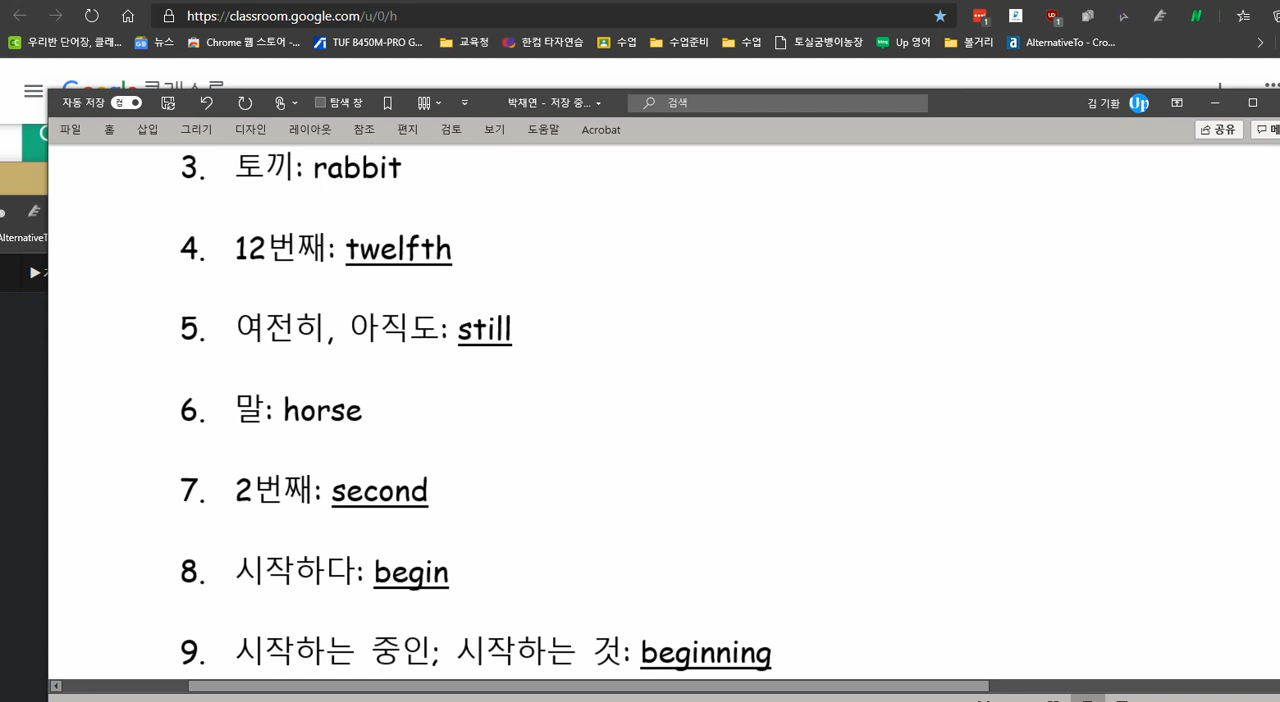 https://classroom.google.com/u/0/h
우리반 단어장, 클래... 뉴스 Chrome 웹 스토어 -... TUF B450M-PRO G... 교육청 한컴 타자연습 수업 수업준비 수업 토실궁뱅이농장 Up 영어 볼거리 AlternativeTo - Cro...
자동 저장 컴 탐색 창 박재연 - 저장 중... 검색 김 기환 Up
파일 홈 삽입 그리기 디자인 레이아웃 참조 편지 검토 보기 도움말 Acrobat 공유 메
3. 토끼: rabbit
4. 12번째: twelfth
5. 여전히, 아직도: still
6. 말: horse
7. 2번째: second
8. 시작하다: begin
9. 시작하는 중인; 시작하는 것: beginning